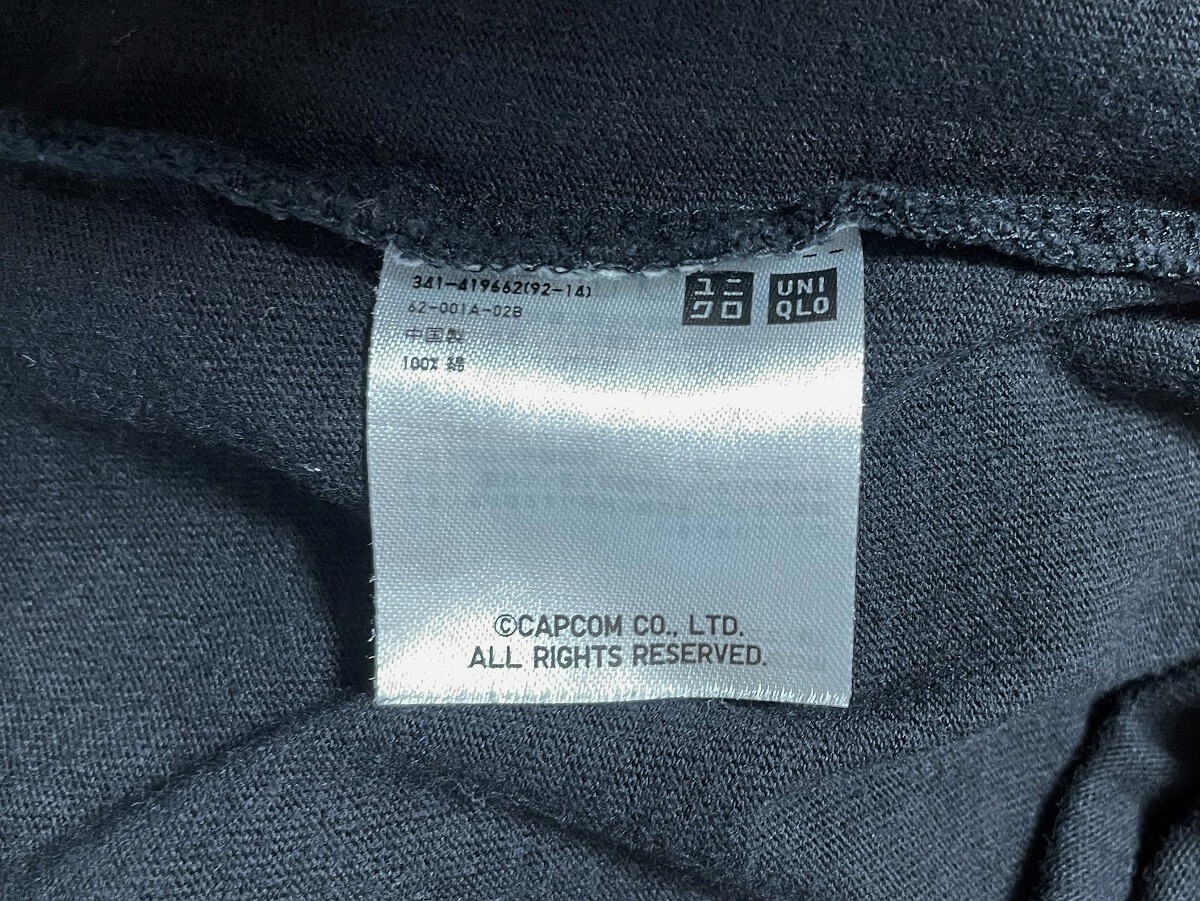 341-419662(92-14)
62-001A-02B
中国製
100% 綿
ユニ
クロ
UNI
QLO
©CAPCOM CO., LTD.
ALL RIGHTS RESERVED.